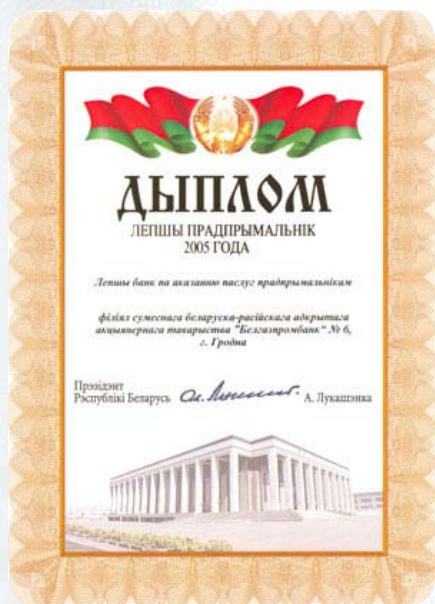 ДЫПЛОМ
ЛЕПШЫ ПРАДПРЫМАЛЬНІК
2005 ГОДА
Лепшы банк па аказанню паслуг прадпрымальнікам
філіял сумеснага беларуска-расійскага адкрытага
акцыянернага таварыства "Белгазпромбанк" № 6,
г. Гродна
Прэзідэнт
Рэспублікі Беларусь
А. Лукашэнка